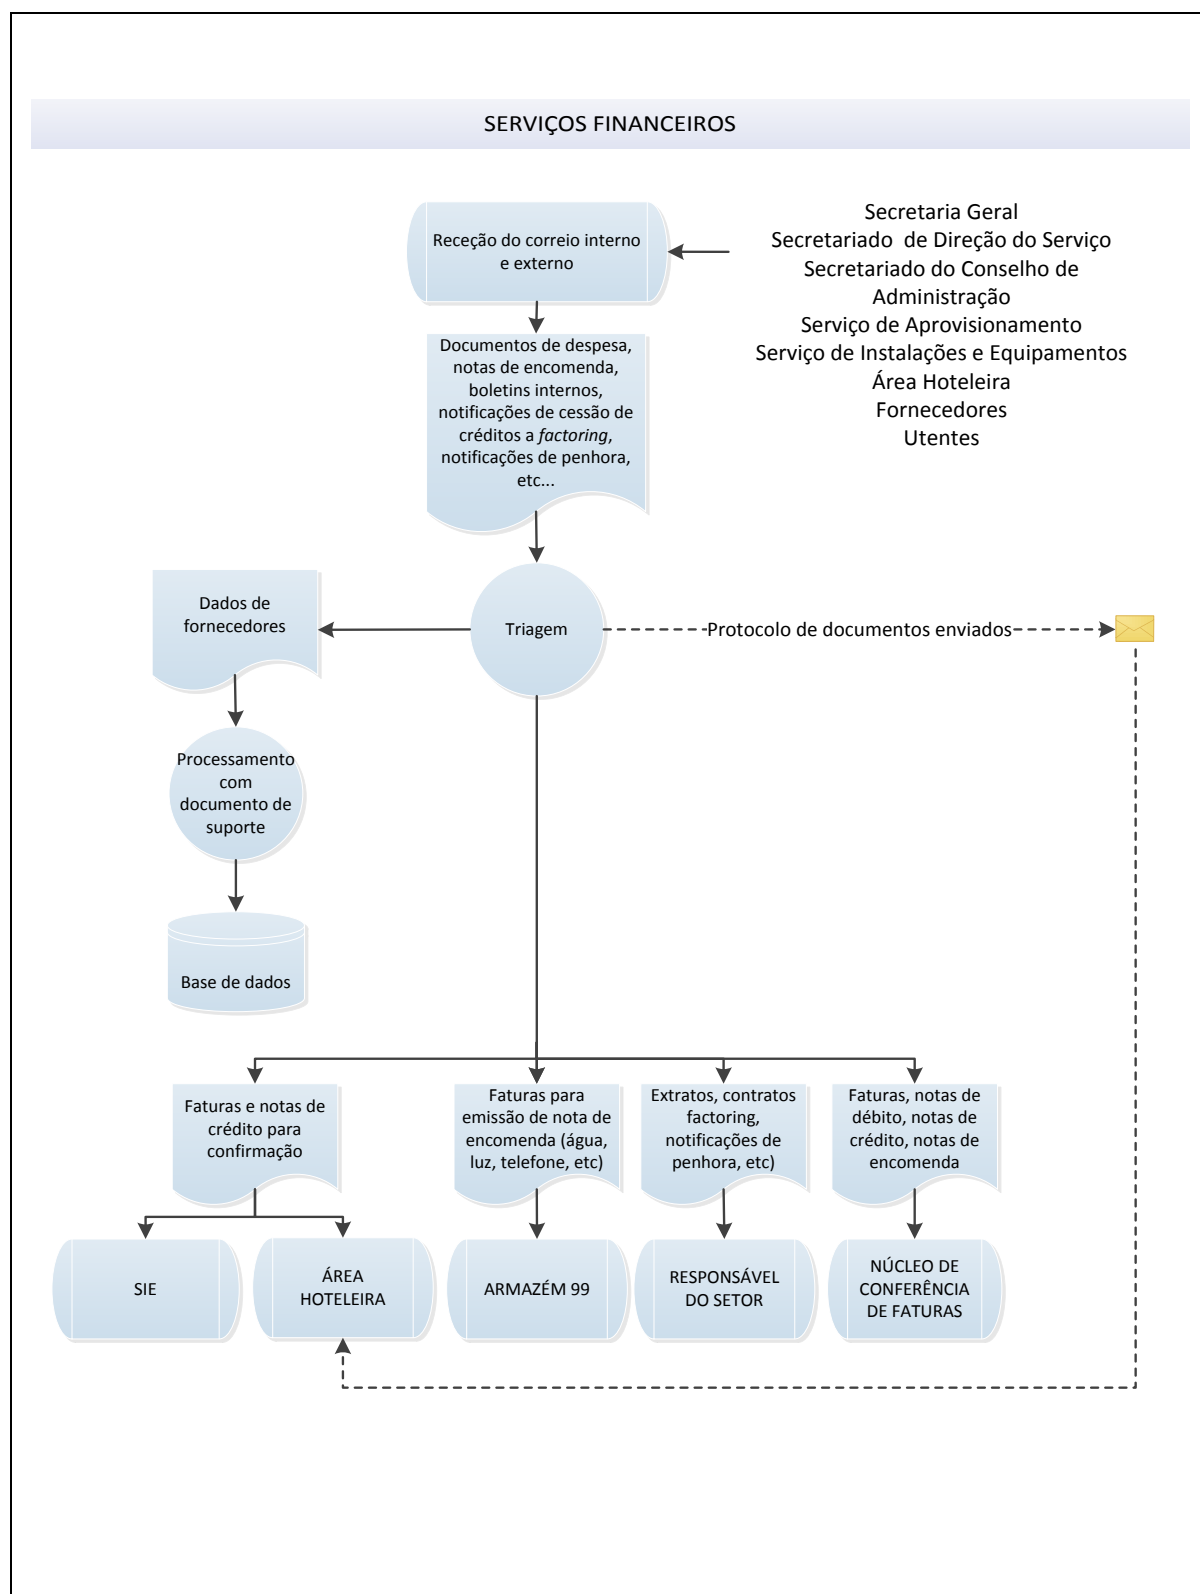 SERVIÇOS FINANCEIROS
Receção do correio interno
e externo
Secretaria Geral
Secretariado de Direção do Serviço
Secretariado do Conselho de
Administração
Serviço de Aprovisionamento
Serviço de Instalações e Equipamentos
Área Hoteleira
Fornecedores
Utentes
Documentos de despesa,
notas de encomenda,
boletins internos,
notificações de cessão de
créditos a factoring,
notificações de penhora,
etc...
Dados de
fornecedores
Triagem
Protocolo de documentos enviados
Processamento
com
documento de
suporte
Base de dados
Faturas e notas de
crédito para
confirmação
Faturas para
emissão de nota de
encomenda (água,
luz, telefone, etc)
Extratos, contratos
factoring,
notificações de
penhora, etc)
Faturas, notas de
débito, notas de
crédito, notas de
encomenda
SIE
ÁREA
HOTELEIRA
ARMAZÉM 99
RESPONSÁVEL
DO SETOR
NÚCLEO DE
CONFERÊNCIA
DE FATURAS